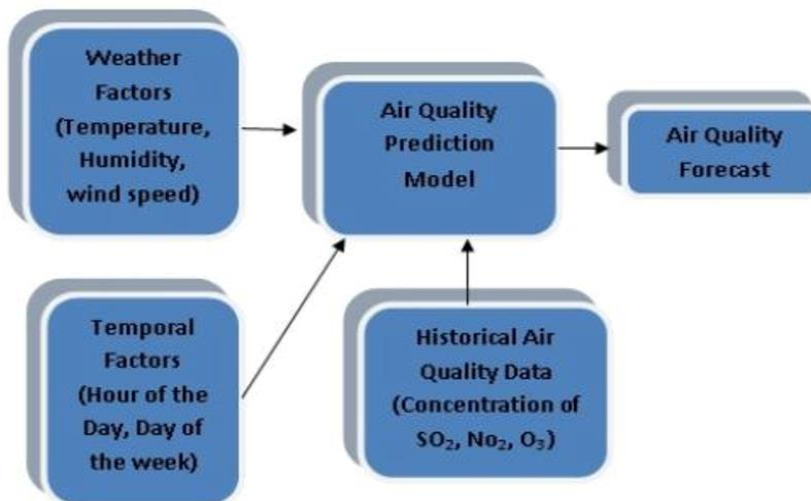 Weather
Factors
(Temperature,
Humidity,
wind speed)
Air Quality
Prediction
Model
Air Quality
Forecast
Temporal
Factors
(Hour of the
Day, Day of
the week)
Historical Air
Quality Data
(Concentration of
SO₂, No₂, O₃)